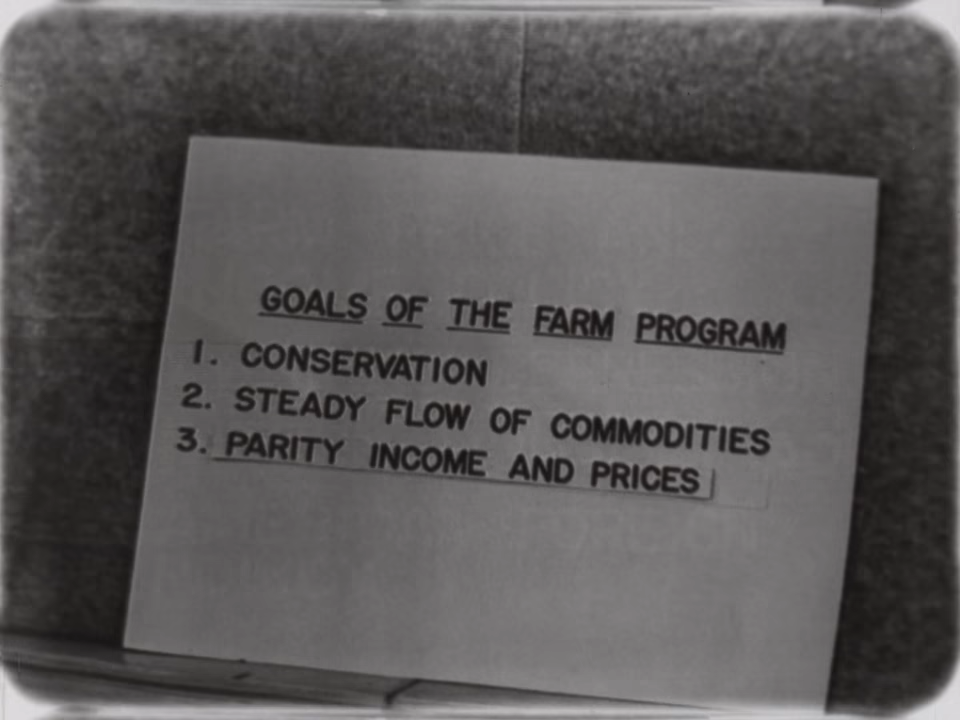 GOALS OF THE FARM PROGRAM
1. CONSERVATION
2. STEADY FLOW OF COMMODITIES
3. PARITY INCOME AND PRICES